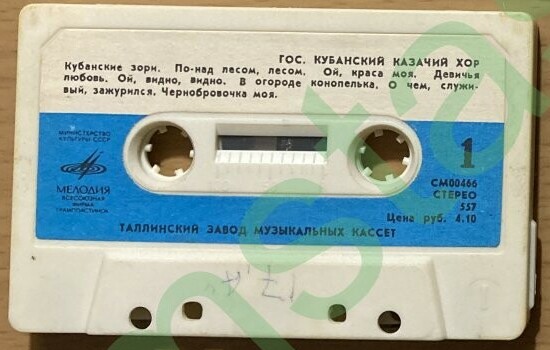 ГОС. КУБАНСКИЙ КАЗАЧИЙ ХОР
Кубанские зори. По-над лесом, лесом. Ой, краса моя. Девичья
любовь. Ой, видно, видно. В огороде конопелька. О чем, служи-
вый, зажурился. Чернобровочка моя.
МИНИСТЕРСТВО
КУЛЬТУРЫ СССР
МЕЛОДИЯ
ВСЕСОЮЗНАЯ
ФИРМА
ГРАМПЛАСТИНОК
1
СМ00466
СТЕРЕО
557
Цена руб. 4.10
ТАЛЛИНСКИЙ ЗАВОД МУЗЫКАЛЬНЫХ КАССЕТ